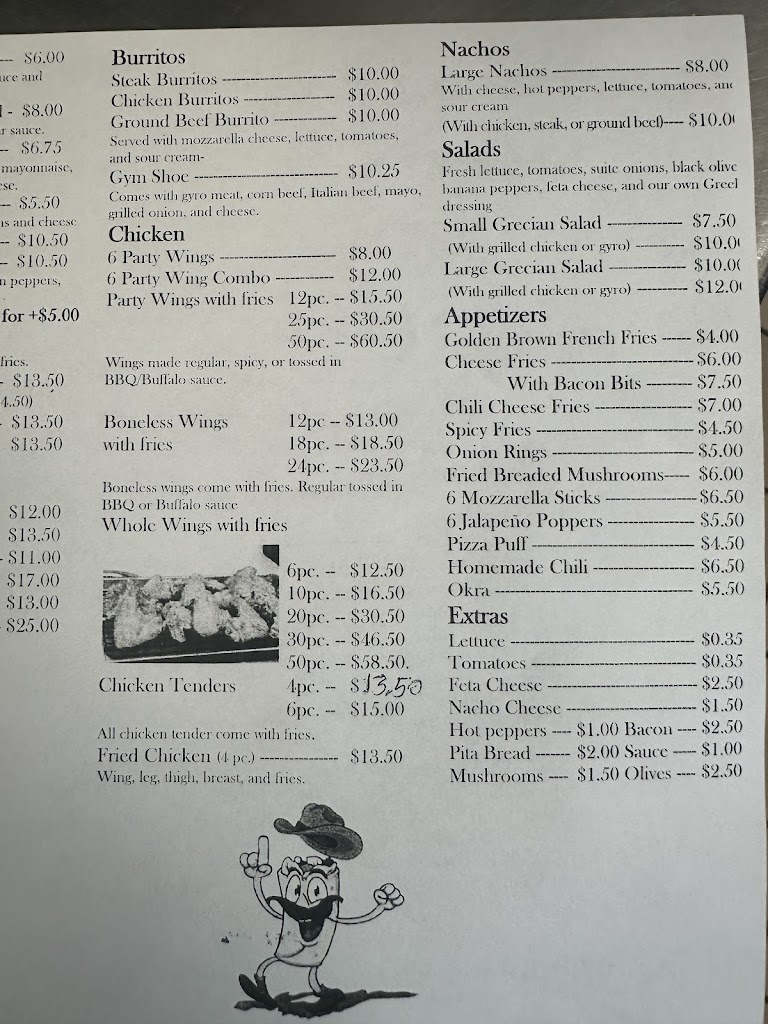 -- $6.00
uce and
l - $8.00
r sauce.
-- $6.75
mayonnaise,
ese.
-- $5.50
ns and cheese
-- $10.50
-- $10.50
n peppers,
for +$5.00
fries.
- $13.50
4.50)
- $13.50
$13.50
$12.00
$13.50
- $11.00
$17.00
$13.00
- $25.00
Burritos
Steak Burritos ---------------------- $10.00
Chicken Burritos ----------------- $10.00
Ground Beef Burrito ------------ $10.00
Served with mozzarella cheese, lettuce, tomatoes,
and sour cream-
Gym Shoe --------------------------- $10.25
Comes with gyro meat, corn beef, Italian beef, mayo,
grilled onion, and cheese.
Chicken
6 Party Wings ---------------------- $8.00
6 Party Wing Combo ----------- $12.00
Party Wings with fries 12pc. -- $15.50
25pc. -- $30.50
50pc. -- $60.50
Wings made regular, spicy, or tossed in
BBQ/Buffalo sauce.
Boneless Wings 12pc -- $13.00
with fries 18pc. -- $18.50
24pc. -- $23.50
Boneless wings come with fries. Regular tossed in
BBQ or Buffalo sauce
Whole Wings with fries
6pc. -- $12.50
10pc. -- $16.50
20pc. -- $30.50
30pc. -- $46.50
50pc. -- $58.50.
Chicken Tenders 4pc. -- $13.50
6pc. -- $15.00
All chicken tender come with fries.
Fried Chicken (4 pc.) --------------- $13.50
Wing, leg, thigh, breast, and fries.
Nachos
Large Nachos ------------------------ $8.00
With cheese, hot peppers, lettuce, tomatoes, and
sour cream
(With chicken, steak, or ground beef)---- $10.0
Salads
Fresh lettuce, tomatoes, suite onions, black olive
banana peppers, feta cheese, and our own Greel
dressing
Small Grecian Salad -------------- $7.50
(With grilled chicken or gyro) ---------- $10.0
Large Grecian Salad -------------- $10.0
(With grilled chicken or gyro) ---------- $12.0
Appetizers
Golden Brown French Fries ------ $4.00
Cheese Fries -------------------------- $6.00
With Bacon Bits --------- $7.50
Chili Cheese Fries ------------------- $7.00
Spicy Fries ----------------------------- $4.50
Onion Rings --------------------------- $5.00
Fried Breaded Mushrooms----- $6.00
6 Mozzarella Sticks -----------------$6.50
6 Jalapeño Poppers ---------------- $5.50
Pizza Puff ------------------------------ $4.50
Homemade Chili ------------------- $6.50
Okra ------------------------------------- $5.50
Extras
Lettuce ---------------------------------- $0.35
Tomatoes ------------------------------ $0.35
Feta Cheese --------------------------- $2.50
Nacho Cheese ------------------------ $1.50
Hot peppers ---- $1.00 Bacon ---- $2.50
Pita Bread ------- $2.00 Sauce ---- $1.00
Mushrooms ---- $1.50 Olives ---- $2.50